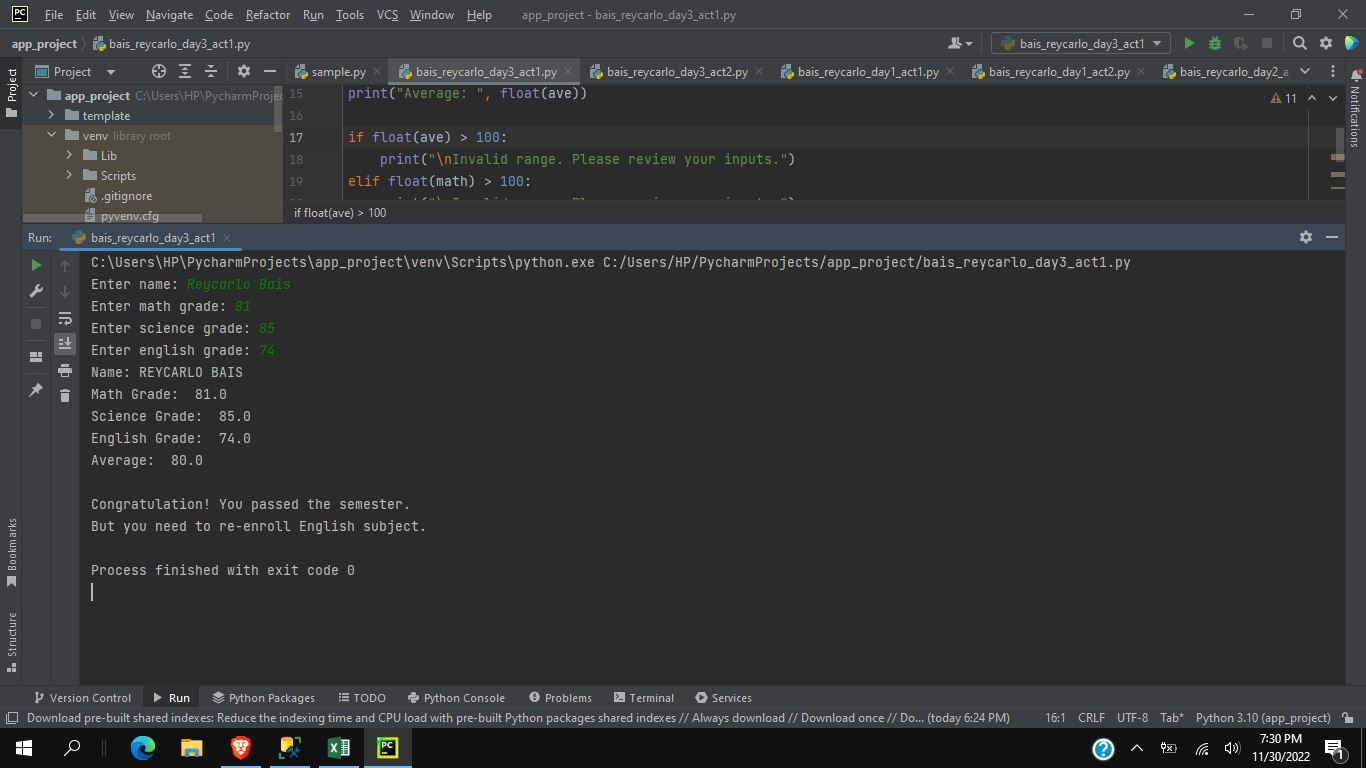 PC File Edit View Navigate Code Refactor Run Tools VCS Window Help app_project - bais_reycarlo_day3_act1.py
app_project bais_reycarlo_day3_act1.py bais_reycarlo_day3_act1
Project sample.py bais_reycarlo_day3_act1.py bais_reycarlo_day3_act2.py bais_reycarlo_day1_act1.py bais_reycarlo_day1_act2.py bais_reycarlo_day2_a
Project
Notifications
app_project C:\Users\HP\PycharmProjec
template
venv library root
Lib
Scripts
.gitignore
pyvenv.cfg
15 print("Average: ", float(ave))
11
16
17 if float(ave) > 100:
18 print("\nInvalid range. Please review your inputs.")
19 elif float(math) > 100:
if float(ave) > 100
Run: bais_reycarlo_day3_act1
C:\Users\HP\PycharmProjects\app_project\venv\Scripts\python.exe C:/Users/HP/PycharmProjects/app_project/bais_reycarlo_day3_act1.py
Enter name: Reycarlo Bais
Enter math grade: 81
Enter science grade: 85
Enter english grade: 74
Name: REYCARLO BAIS
Math Grade:  81.0
Science Grade:  85.0
English Grade:  74.0
Average:  80.0
Congratulation! You passed the semester.
But you need to re-enroll English subject.
Process finished with exit code 0
Bookmarks
Structure
Version Control Run Python Packages TODO Python Console Problems Terminal Services
Download pre-built shared indexes: Reduce the indexing time and CPU load with pre-built Python packages shared indexes // Always download // Download once // Do... (today 6:24 PM) 16:1 CRLF UTF-8 Tab* Python 3.10 (app_project)
PC
7:30 PM
11/30/2022
1